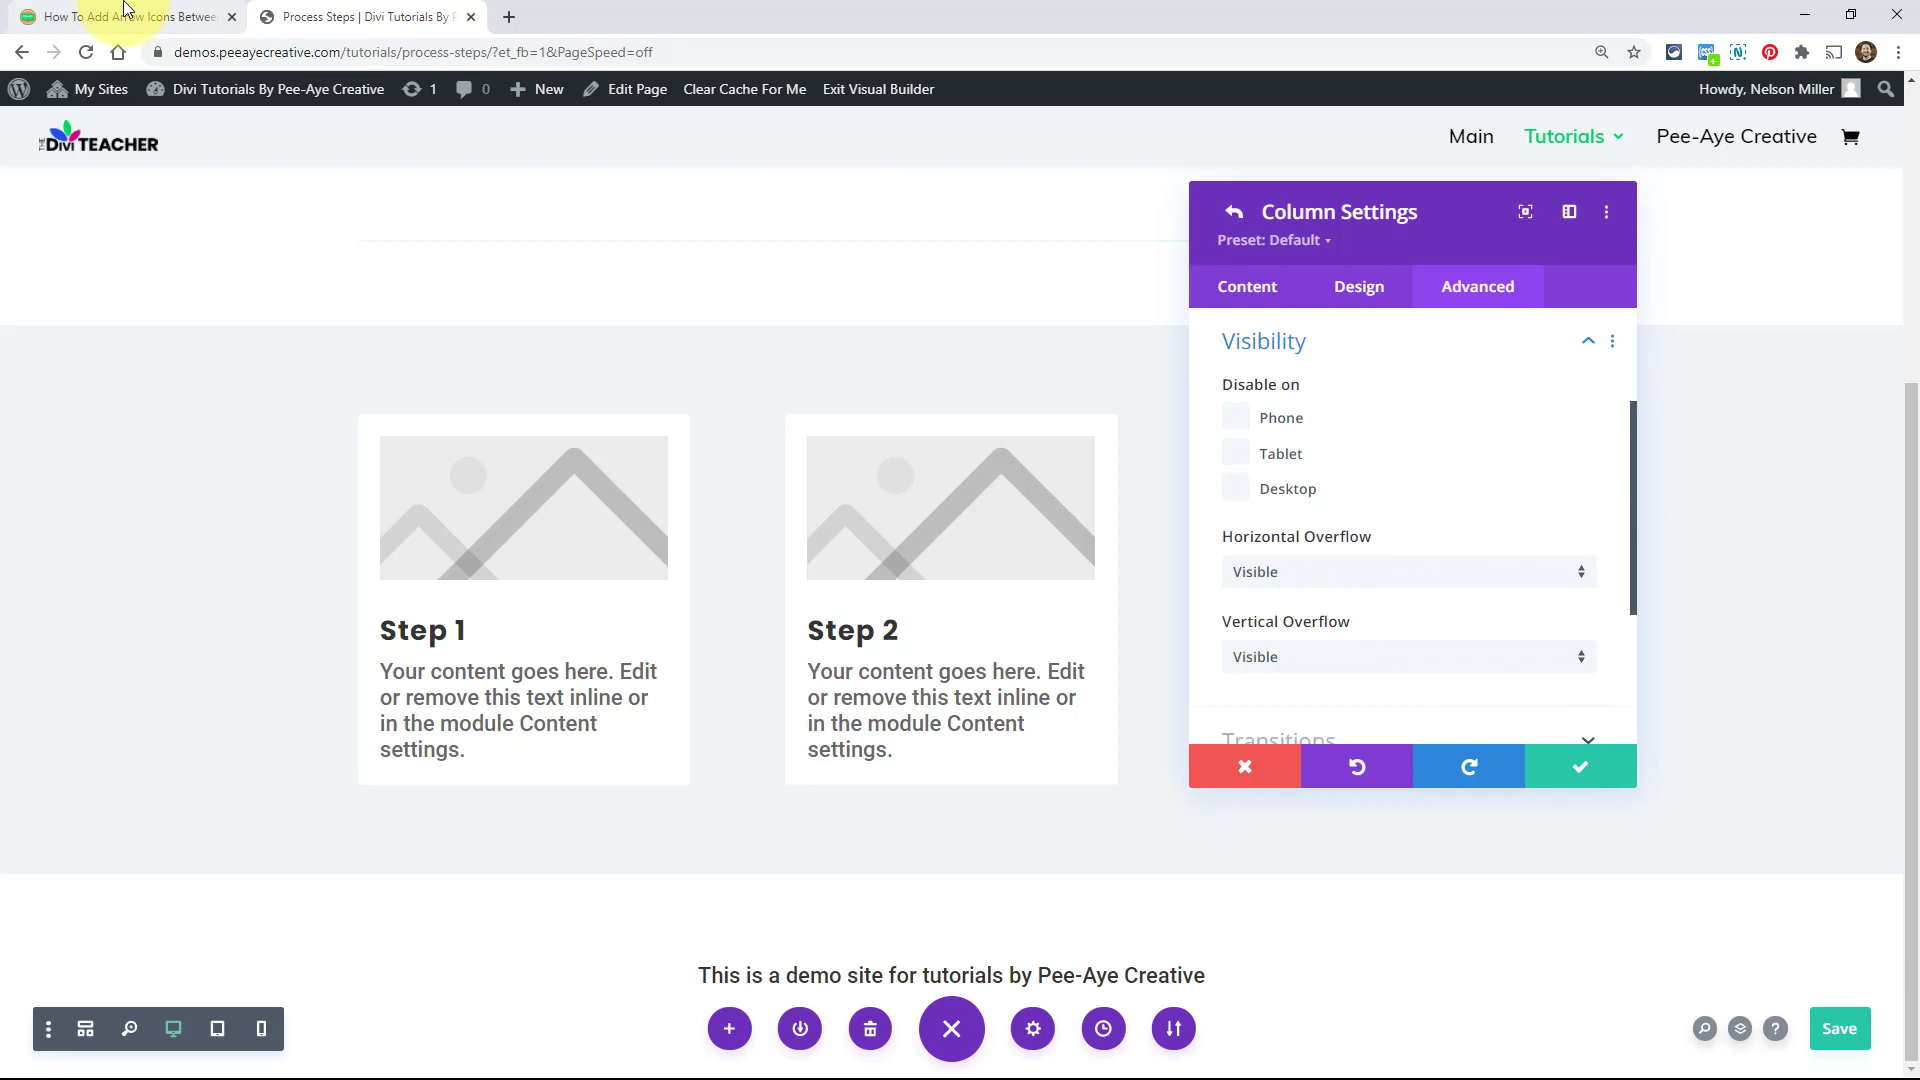 How To Add Arrow Icons Betwee
Process Steps | Divi Tutorials By P
demos.peeayecreative.com/tutorials/process-steps/?et_fb=1&PageSpeed=off
My Sites
Divi Tutorials By Pee-Aye Creative
1
0
New
Edit Page
Clear Cache For Me
Exit Visual Builder
Howdy, Nelson Miller
THE DIVI TEACHER
Main
Tutorials
Pee-Aye Creative
Column Settings
Preset: Default
Content
Design
Advanced
Visibility
Disable on
Phone
Tablet
Desktop
Horizontal Overflow
Visible
Vertical Overflow
Visible
Transitions
Step 1
Your content goes here. Edit
or remove this text inline or
in the module Content
settings.
Step 2
Your content goes here. Edit
or remove this text inline or
in the module Content
settings.
This is a demo site for tutorials by Pee-Aye Creative
Save